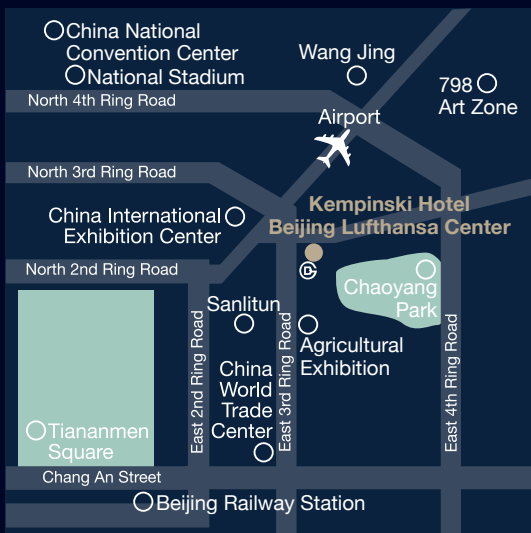 China National
Convention Center
National Stadium
Wang Jing
798
Art Zone
North 4th Ring Road
Airport
North 3rd Ring Road
Kempinski Hotel
Beijing Lufthansa Center
China International
Exhibition Center
North 2nd Ring Road
Chaoyang
Park
Sanlitun
Agricultural
Exhibition
China
World
Trade
Center
East 2nd Ring Road
East 3rd Ring Road
East 4th Ring Road
Tiananmen
Square
Chang An Street
Beijing Railway Station